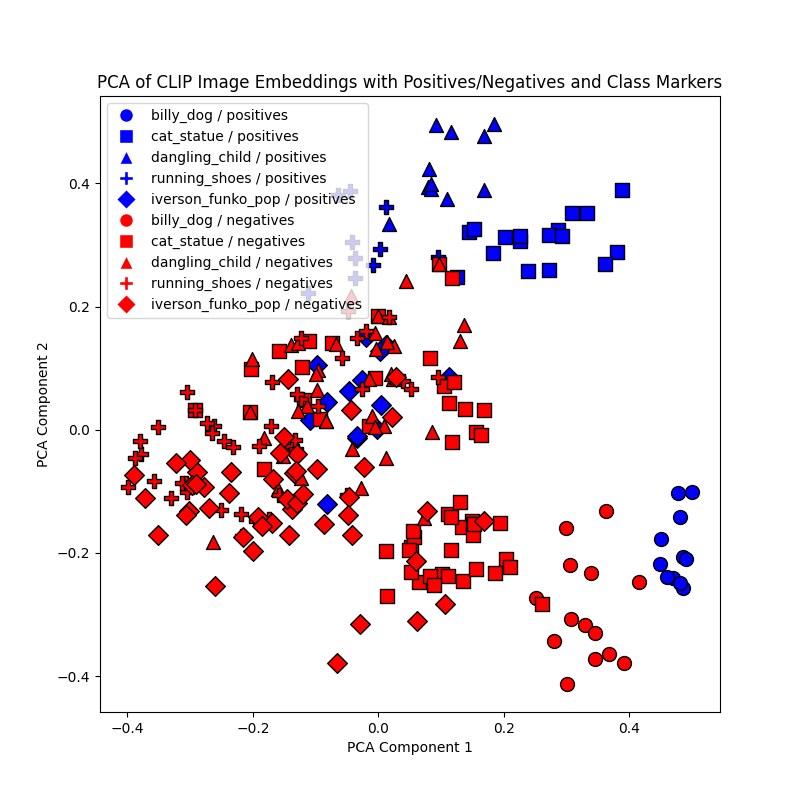 PCA of CLIP Image Embeddings with Positives/Negatives and Class Markers
billy_dog / positives
cat_statue / positives
dangling_child / positives
running_shoes / positives
iverson_funko_pop / positives
billy_dog / negatives
cat_statue / negatives
dangling_child / negatives
running_shoes / negatives
iverson_funko_pop / negatives
0.4
0.2
0.0
−0.2
−0.4
PCA Component 2
−0.4
−0.2
0.0
0.2
0.4
PCA Component 1